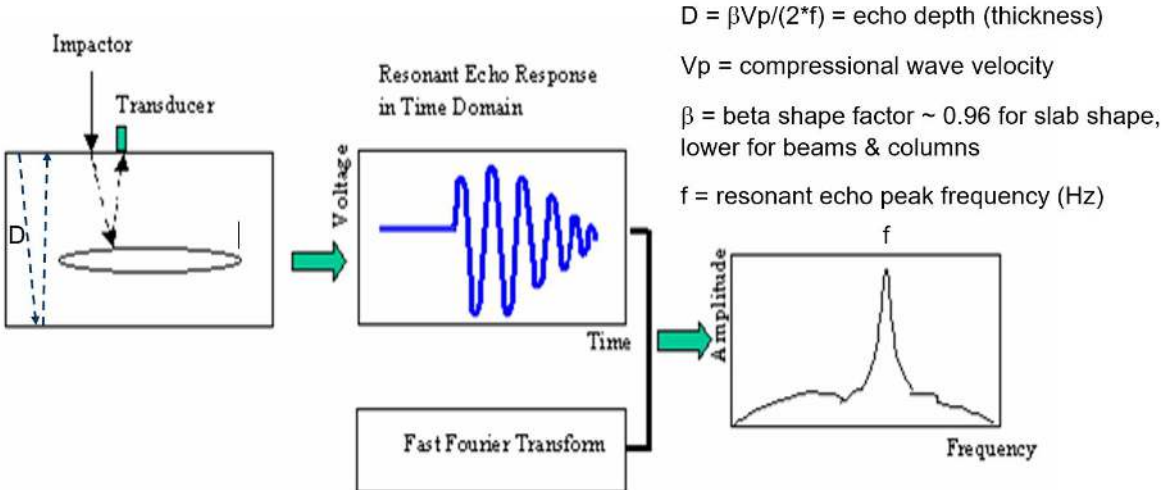 D = βVp/(2*f) = echo depth (thickness)
Vp = compressional wave velocity
β = beta shape factor ~ 0.96 for slab shape,
lower for beams & columns
f = resonant echo peak frequency (Hz)
Impactor
Transducer
D
Resonant Echo Response
in Time Domain
Voltage
Time
Fast Fourier Transform
f
Amplitude
Frequency